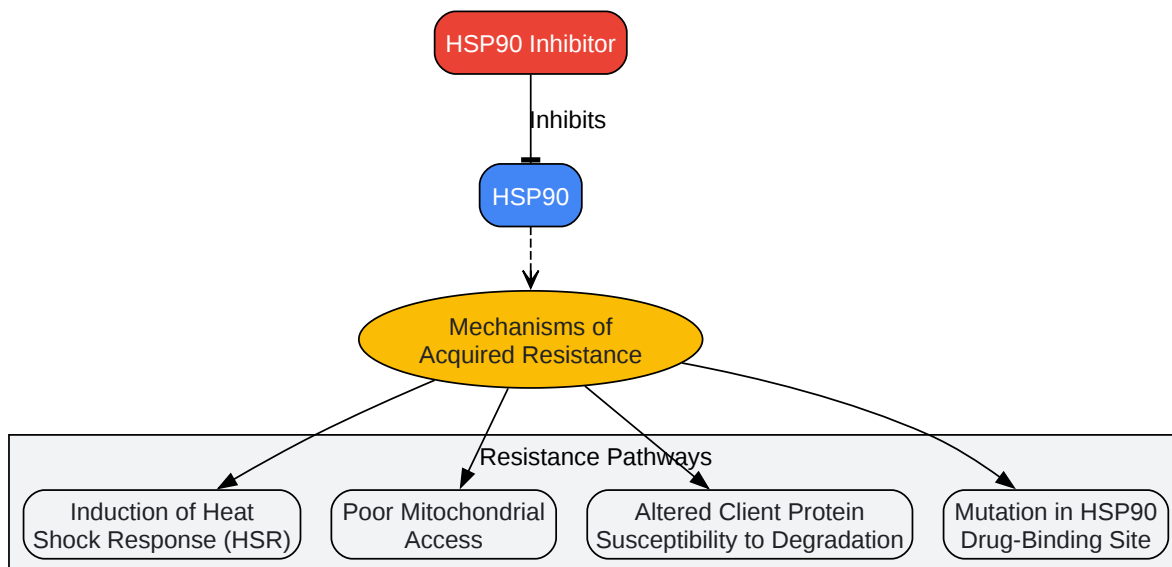 HSP90 Inhibitor
Inhibits
HSP90
Mechanisms of
Acquired Resistance
Resistance Pathways
Induction of Heat
Shock Response (HSR)
Poor Mitochondrial
Access
Altered Client Protein
Susceptibility to Degradation
Mutation in HSP90
Drug-Binding Site